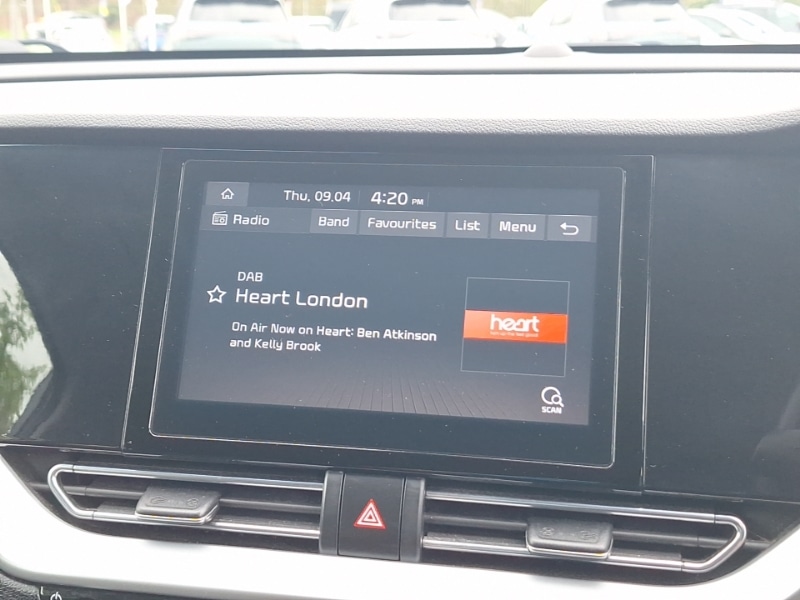 Thu, 09.04 4:20 PM
Radio Band Favourites List Menu
DAB
Heart London
On Air Now on Heart: Ben Atkinson
and Kelly Brook
heart
SCAN